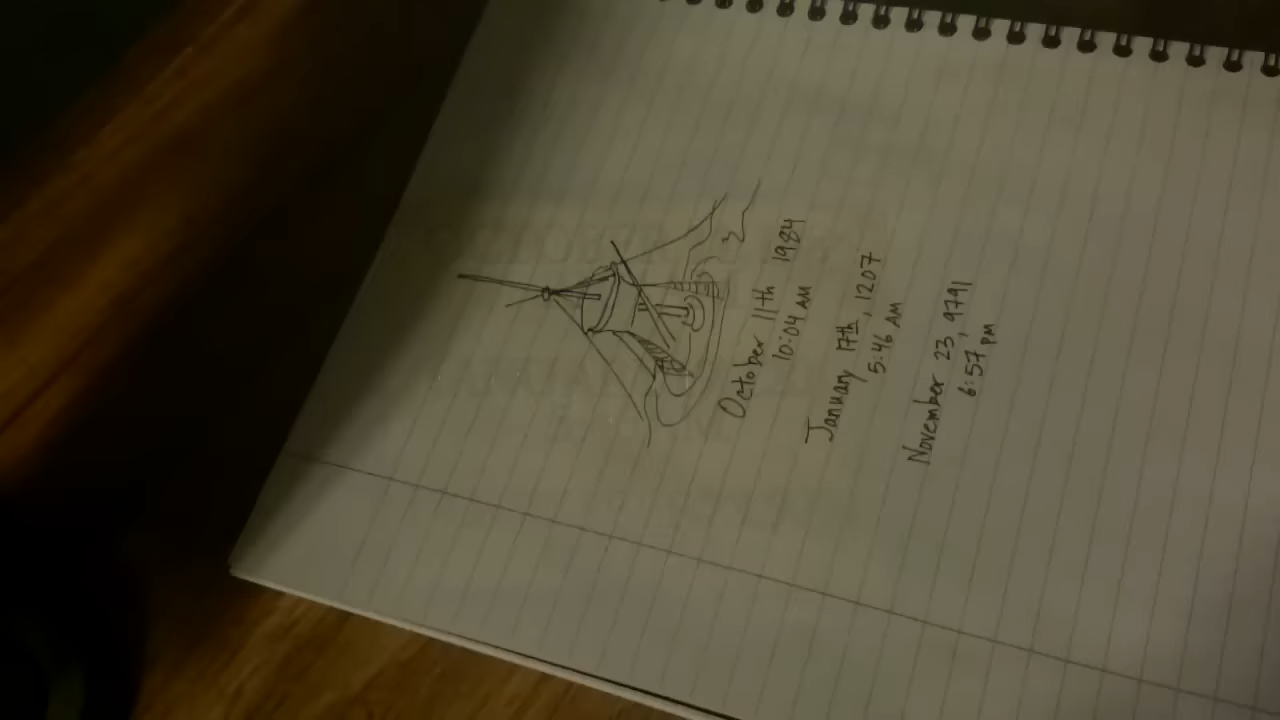 October 11th 1984
10:04 AM
January 17th, 1207
5:46 AM
November 23, 9791
6:57 PM